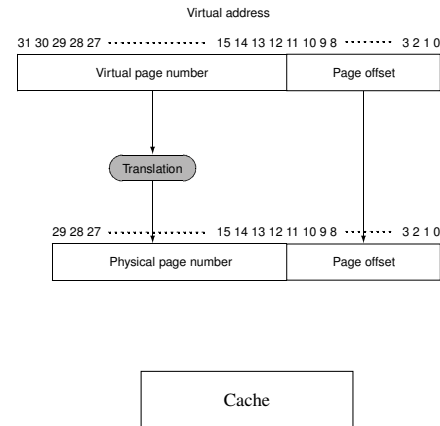 Virtual address
31 30 29 28 27 ·················· 15 14 13 12 11 10 9 8 ········ 3 2 1 0
Virtual page number Page offset
Translation
29 28 27 ·················· 15 14 13 12 11 10 9 8 ········ 3 2 1 0
Physical page number Page offset
Cache